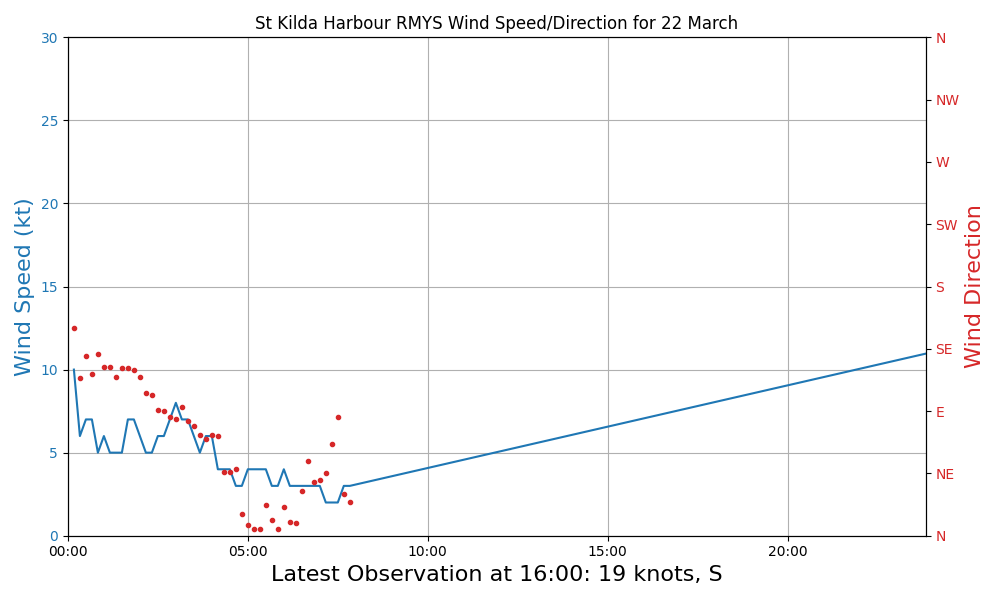 St Kilda Harbour RMYS Wind Speed/Direction for 22 March
30
25
20
15
10
5
0
Wind Speed (kt)
N
NW
W
SW
S
SE
E
NE
N
Wind Direction
00:00 05:00 10:00 15:00 20:00
Latest Observation at 16:00: 19 knots, S